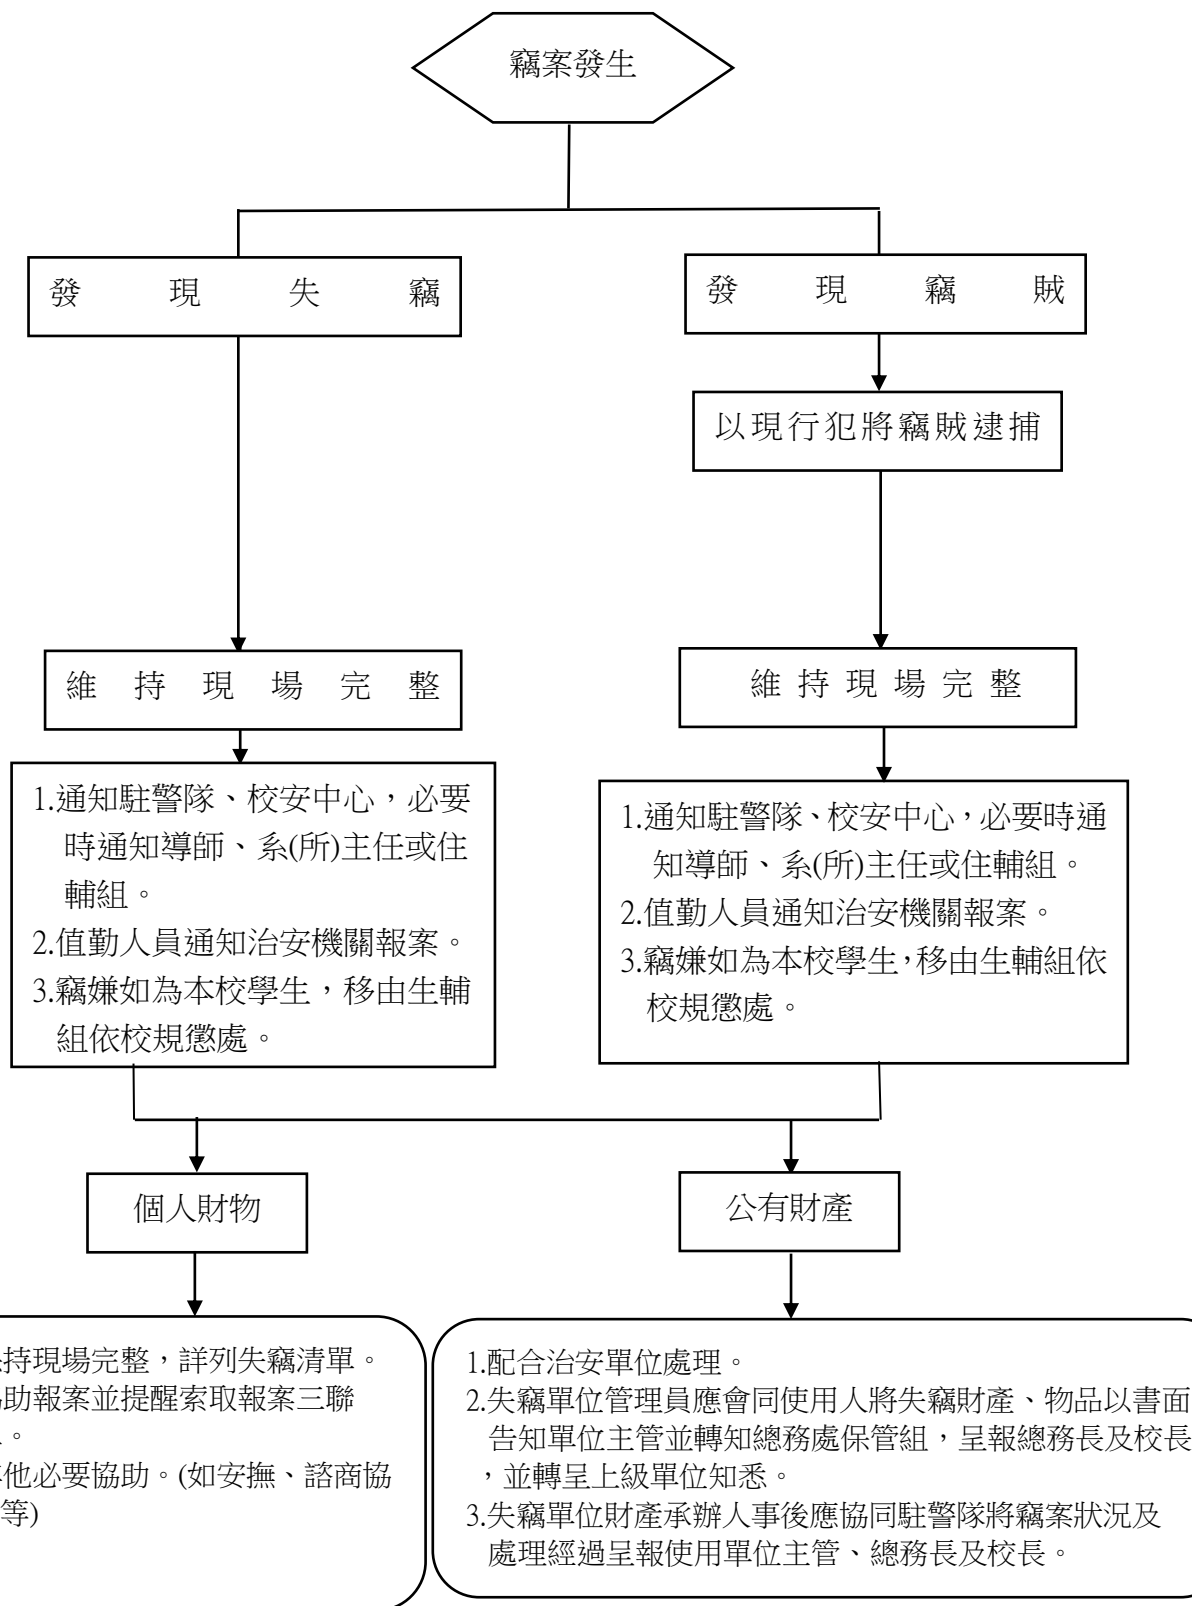 竊案發生
發現失竊
發現竊賊
以現行犯將竊賊逮捕
維持現場完整
維持現場完整
1.通知駐警隊、校安中心，必要
時通知導師、系(所)主任或住
輔組。
2.值勤人員通知治安機關報案。
3.竊嫌如為本校學生，移由生輔
組依校規懲處。
1.通知駐警隊、校安中心，必要時通
知導師、系(所)主任或住輔組。
2.值勤人員通知治安機關報案。
3.竊嫌如為本校學生，移由生輔組依
校規懲處。
個人財物
公有財產
持現場完整，詳列失竊清單。
助報案並提醒索取報案三聯
。
他必要協助。(如安撫、諮商協
等)
1.配合治安單位處理。
2.失竊單位管理員應會同使用人將失竊財產、物品以書面
告知單位主管並轉知總務處保管組，呈報總務長及校長
，並轉呈上級單位知悉。
3.失竊單位財產承辦人事後應協同駐警隊將竊案狀況及
處理經過呈報使用單位主管、總務長及校長。